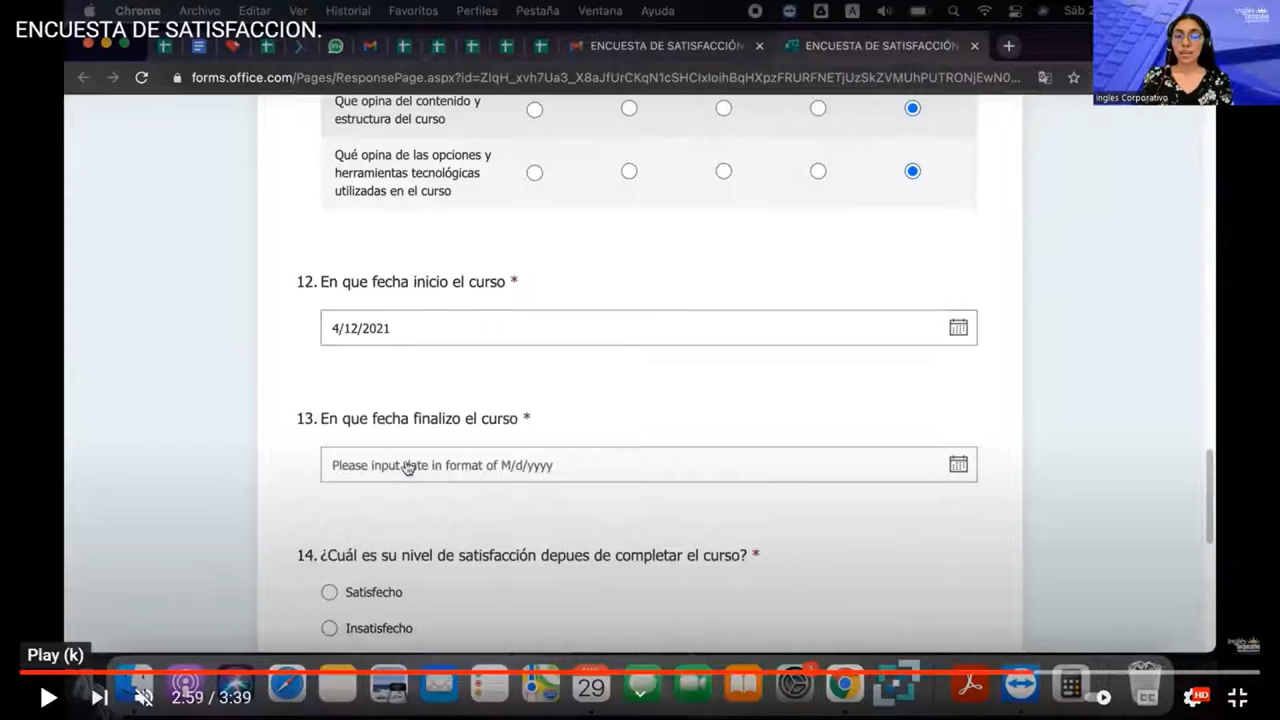 Chrome Archivo Editar Ver Historial Favoritos Perfiles Pestaña Ventana Ayuda Sáb 2
ENCUESTA DE SATISFACCION.
ENCUESTA DE SATISFACCIÓN
ENCUESTA DE SATISFACCIÓN
Ingles Corporativo
Que opina del contenido y
estructura del curso
Qué opina de las opciones y
herramientas tecnológicas
utilizadas en el curso
12. En que fecha inicio el curso *
4/12/2021
13. En que fecha finalizo el curso *
Please input date in format of M/d/yyyy
14. ¿Cuál es su nivel de satisfacción depues de completar el curso? *
Satisfecho
Insatisfecho
Play (k)
29
2:59 / 3:39
HD